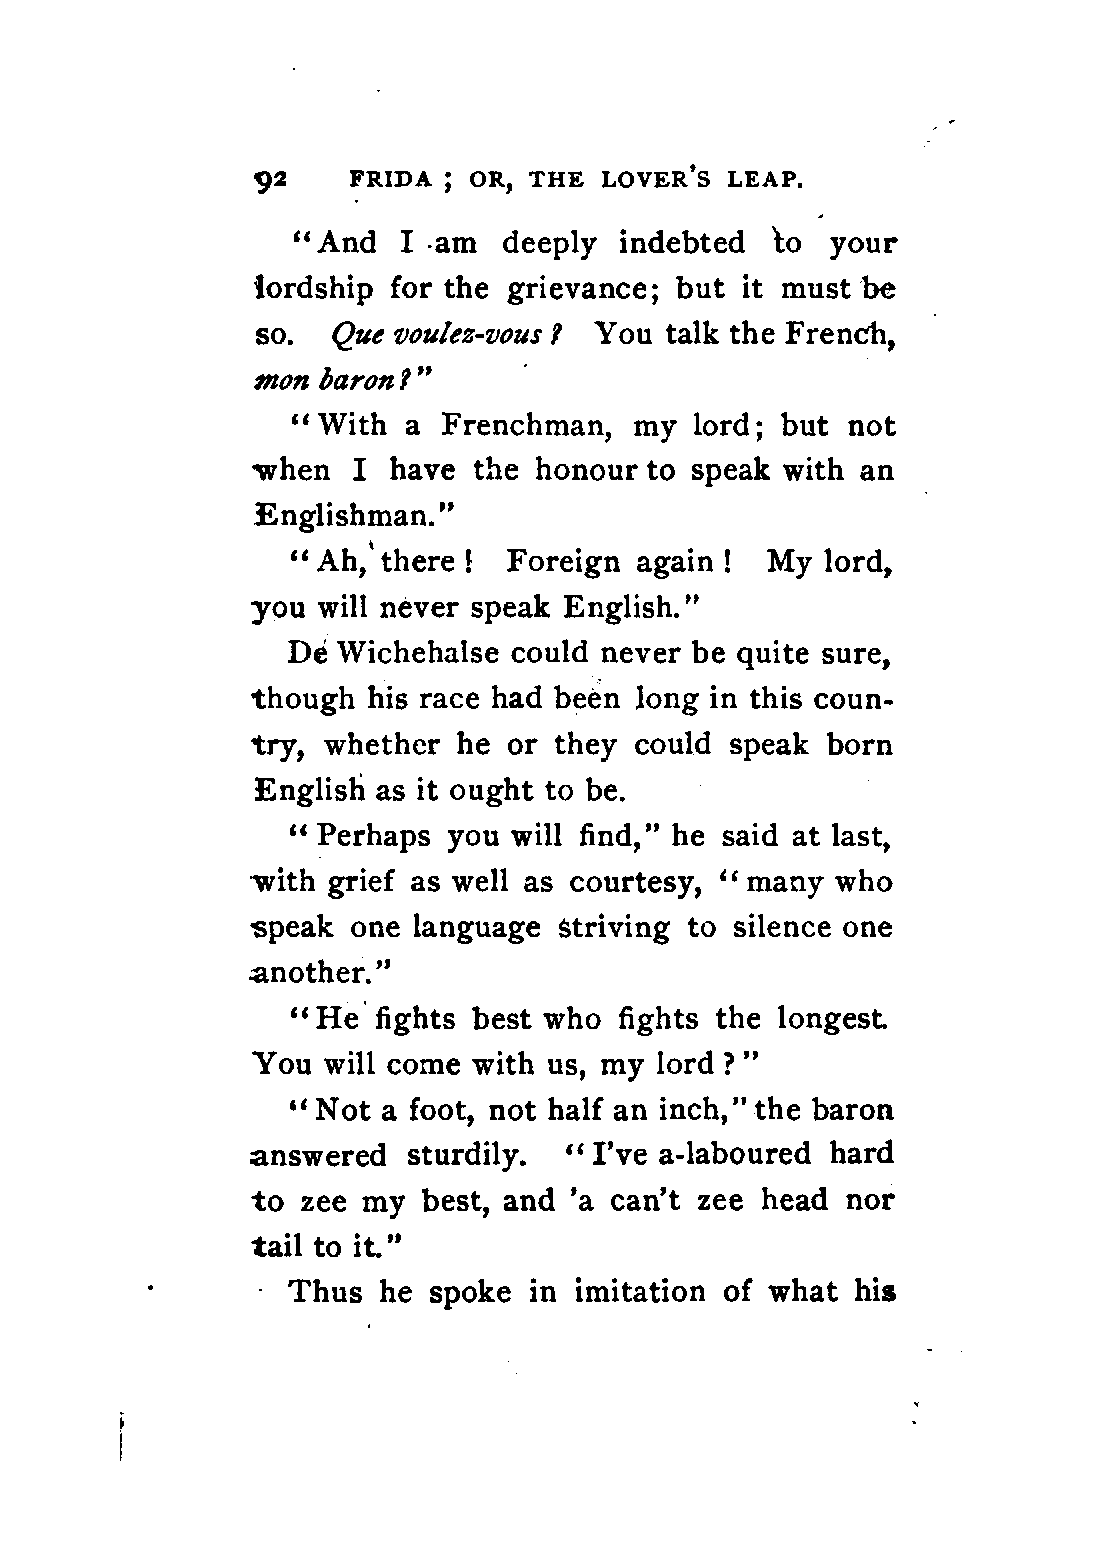 92 FRIDA ; OR, THE LOVER'S LEAP.
"And I am deeply indebted to your
lordship for the grievance; but it must be
so. Que voulez-vous ? You talk the French,
mon baron ? "
" With a Frenchman, my lord; but not
when I have the honour to speak with an
Englishman."
" Ah, there ! Foreign again ! My lord,
you will never speak English."
De Wichehalse could never be quite sure,
though his race had been long in this coun-
try, whether he or they could speak born
English as it ought to be.
" Perhaps you will find," he said at last,
with grief as well as courtesy, " many who
speak one language striving to silence one
another."
" He fights best who fights the longest.
You will come with us, my lord ? "
" Not a foot, not half an inch," the baron
answered sturdily. " I've a-laboured hard
to zee my best, and 'a can't zee head nor
tail to it."
Thus he spoke in imitation of what his